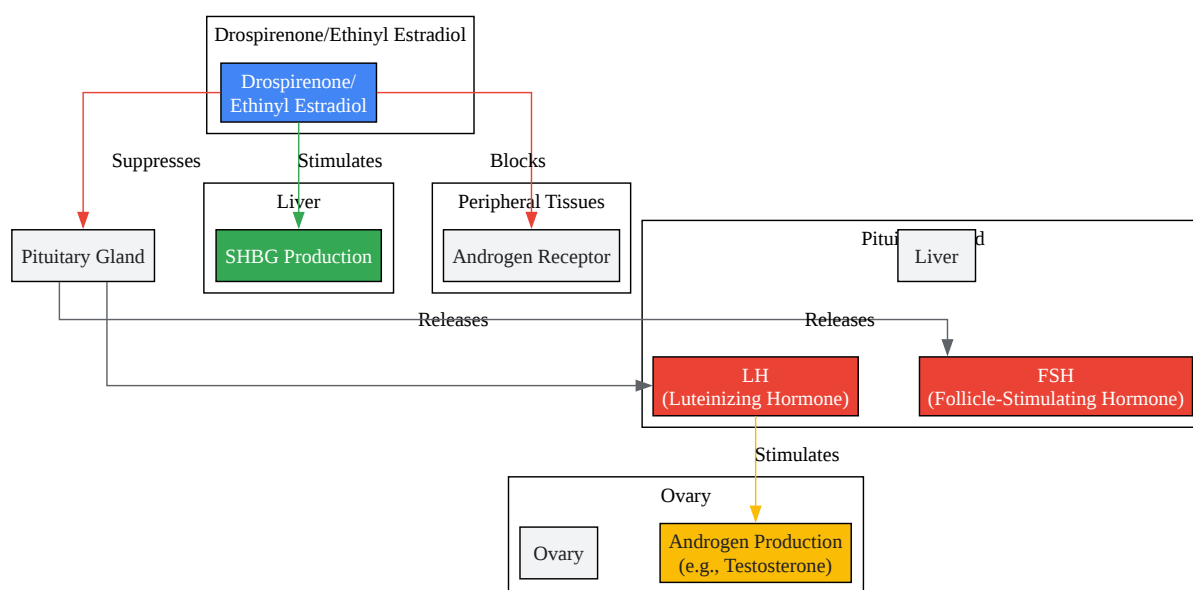 Drospirenone/Ethinyl Estradiol
Drospirenone/
Ethinyl Estradiol
Suppresses
Stimulates
Blocks
Liver
Peripheral Tissues
Pituitary Gland
SHBG Production
Androgen Receptor
Liver
Releases
Releases
LH
(Luteinizing Hormone)
FSH
(Follicle-Stimulating Hormone)
Stimulates
Ovary
Ovary
Androgen Production
(e.g., Testosterone)